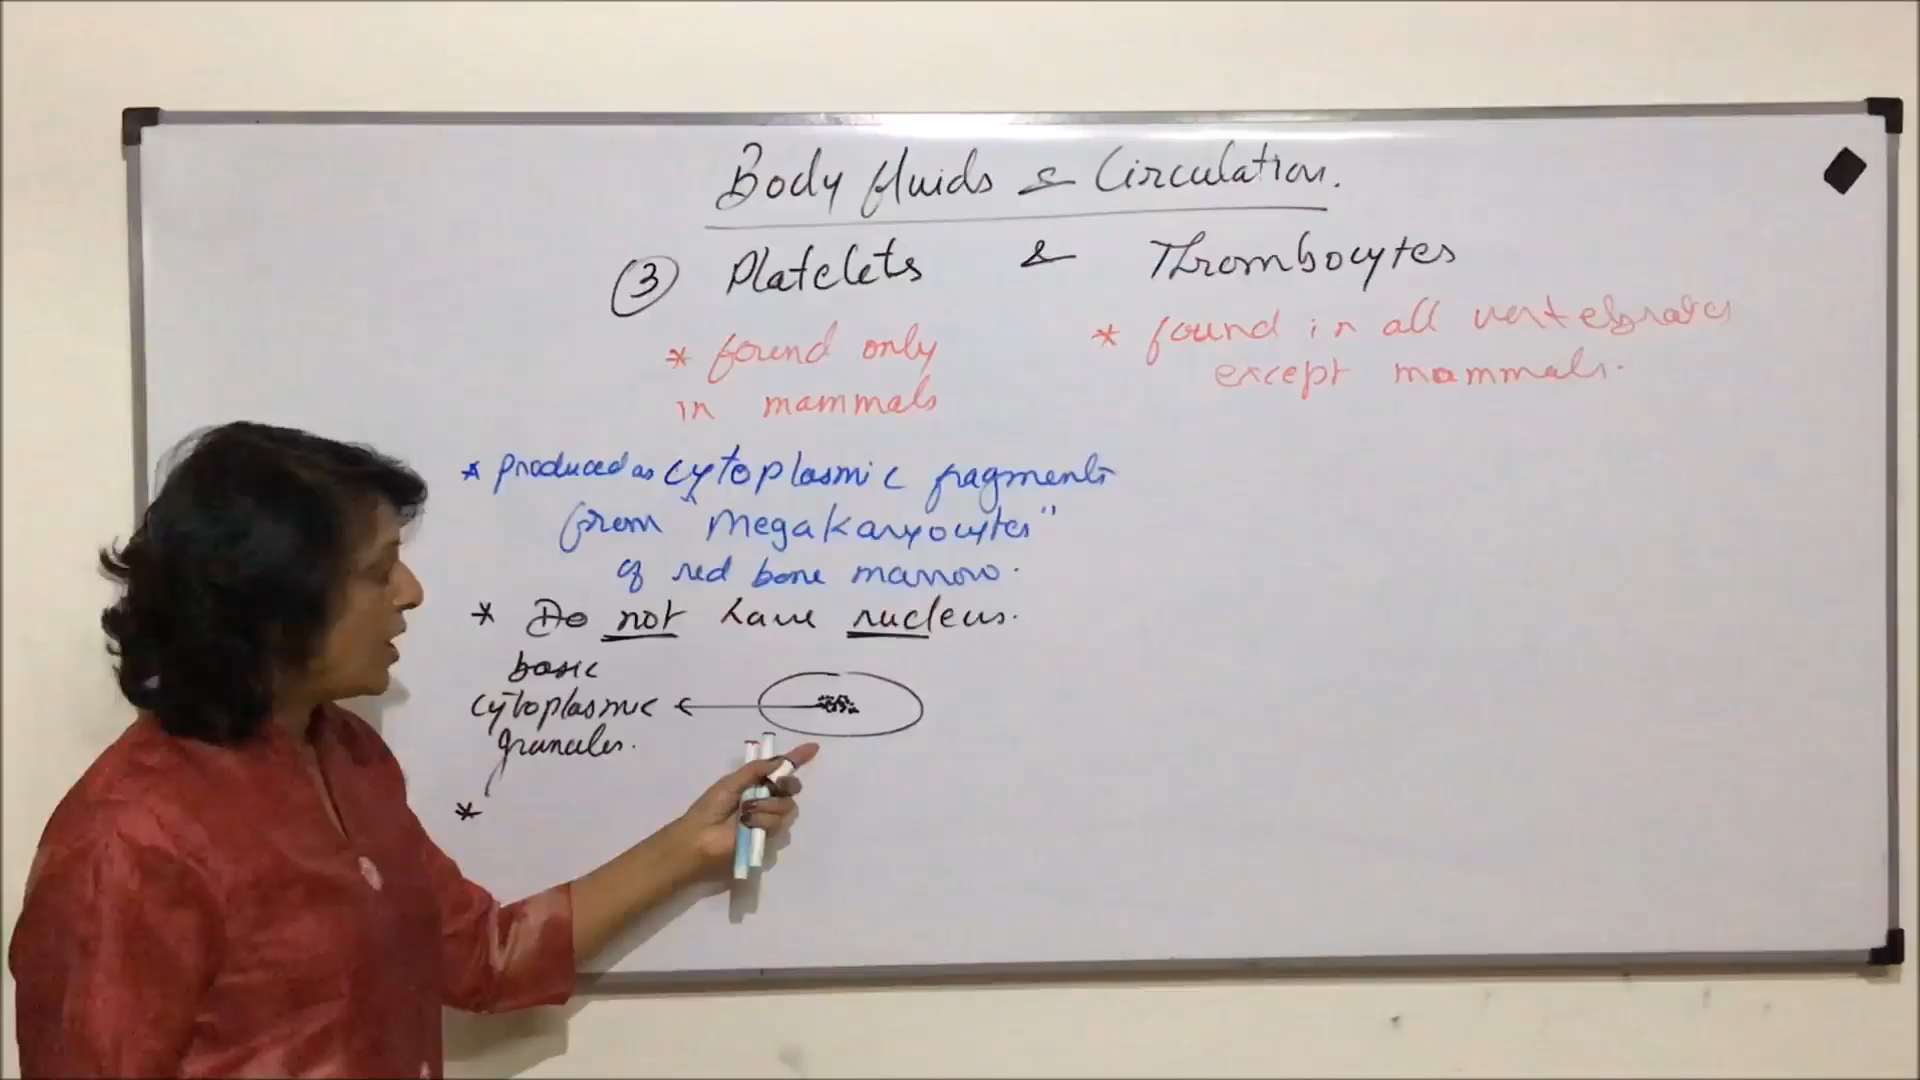 Body fluids & Circulation.
③ Platelets & Thrombocytes
* found only
in mammals
* found in all vertebrates
except mammals.
* produced as cytoplasmic fragments
from "Megakaryocytes"
of red bone marrow.
* Do not have nucleus.
basic
cytoplasmic
granules.
*